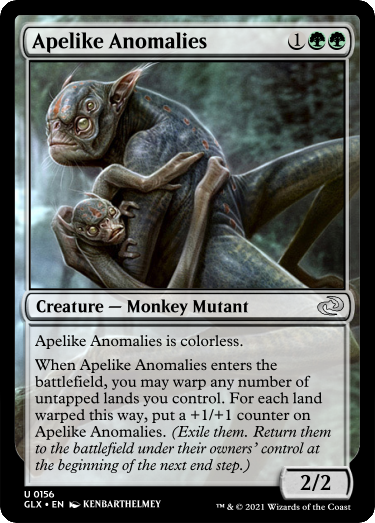 Apelike Anomalies 1
Creature — Monkey Mutant
Apelike Anomalies is colorless.
When Apelike Anomalies enters the
battlefield, you may warp any number of
untapped lands you control. For each land
warped this way, put a +1/+1 counter on
Apelike Anomalies. (Exile them. Return them
to the battlefield under their owners' control at
the beginning of the next end step.)
2/2
U 0156
GLX • EN KENBARTHELMEY
™ & © 2021 Wizards of the Coast